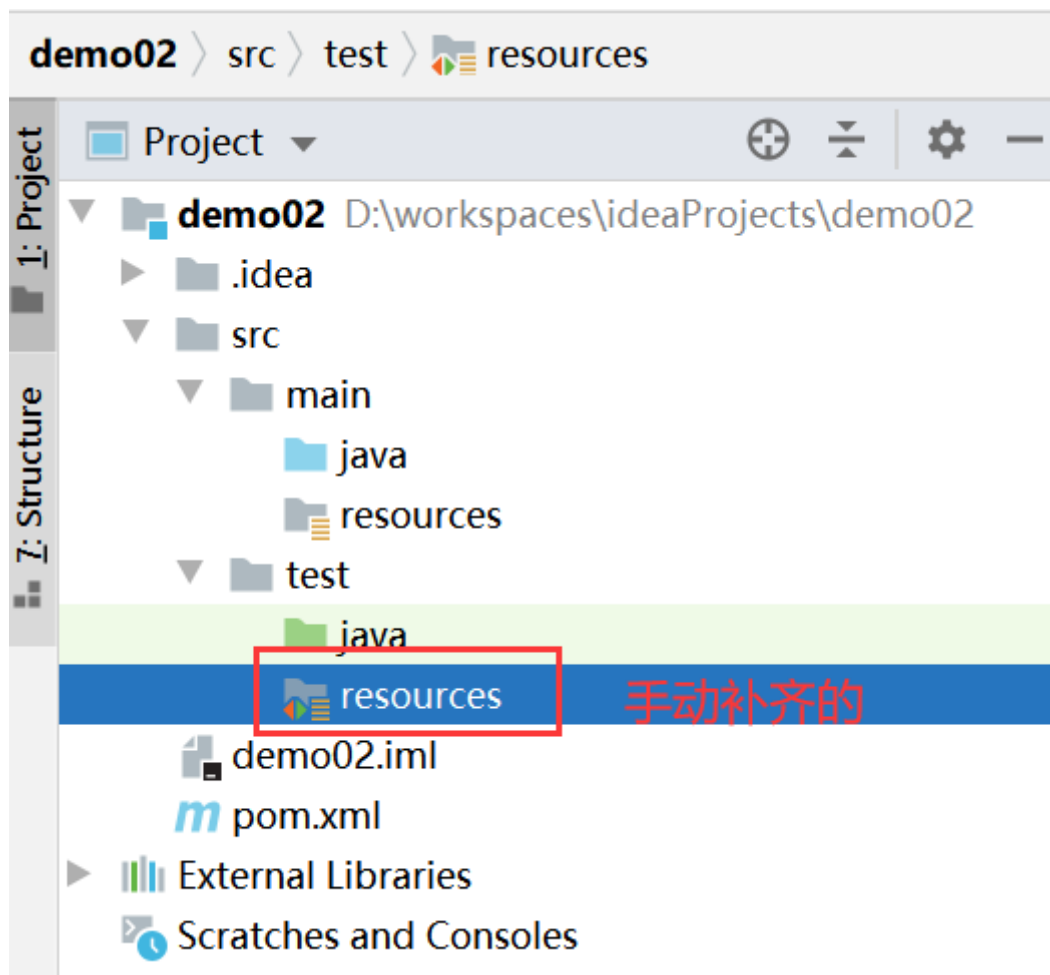 demo02 〉 src 〉 test 〉 resources
Project
1: Project
7: Structure
demo02 D:\workspaces\ideaProjects\demo02
.idea
src
main
java
resources
test
java
resources 手动补齐的
demo02.iml
pom.xml
External Libraries
Scratches and Consoles